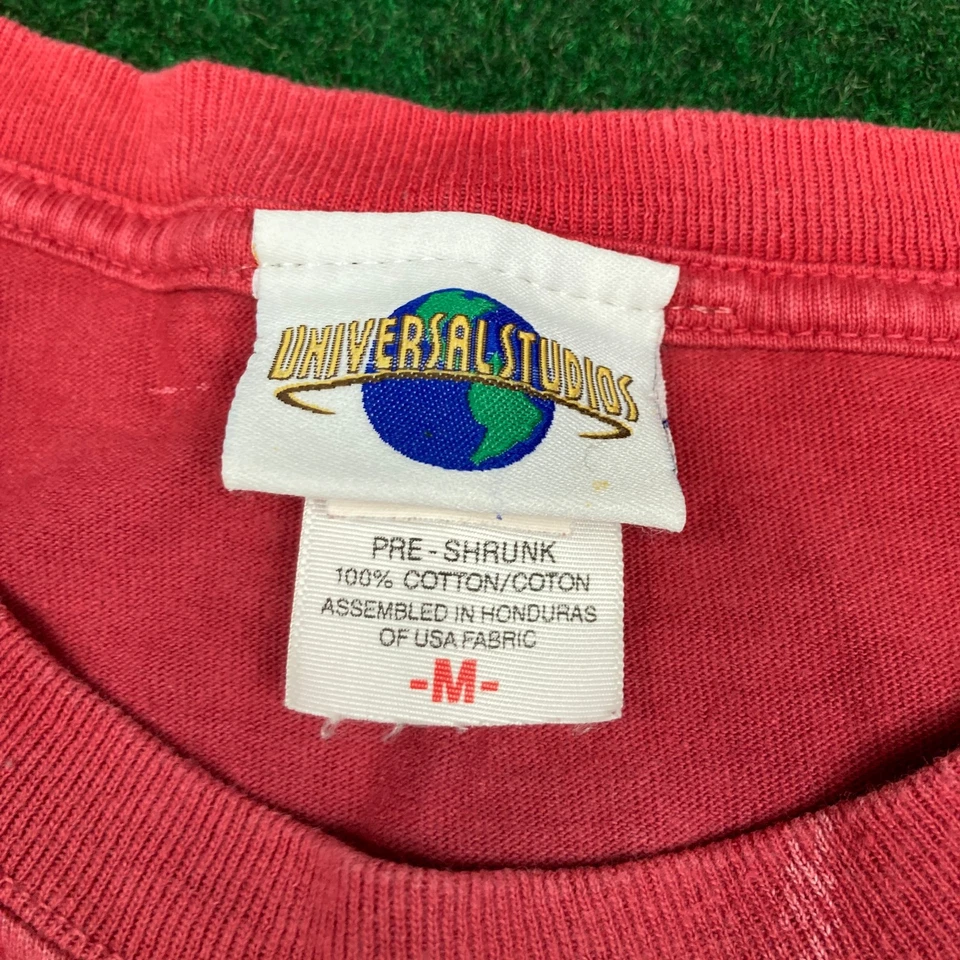 UNIVERSAL STUDIOS
PRE - SHRUNK
100% COTTON/COTON
ASSEMBLED IN HONDURAS
OF USA FABRIC
-M-